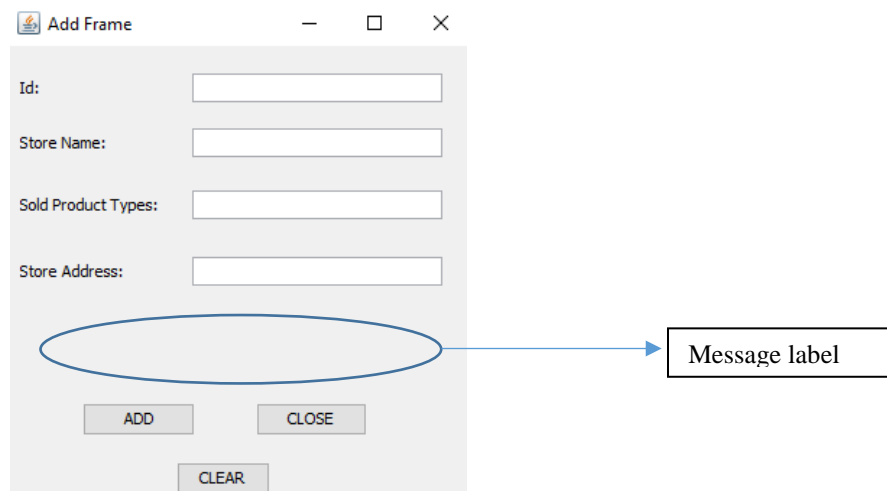 Add Frame
Id:
Store Name:
Sold Product Types:
Store Address:
Message label
ADD CLOSE
CLEAR